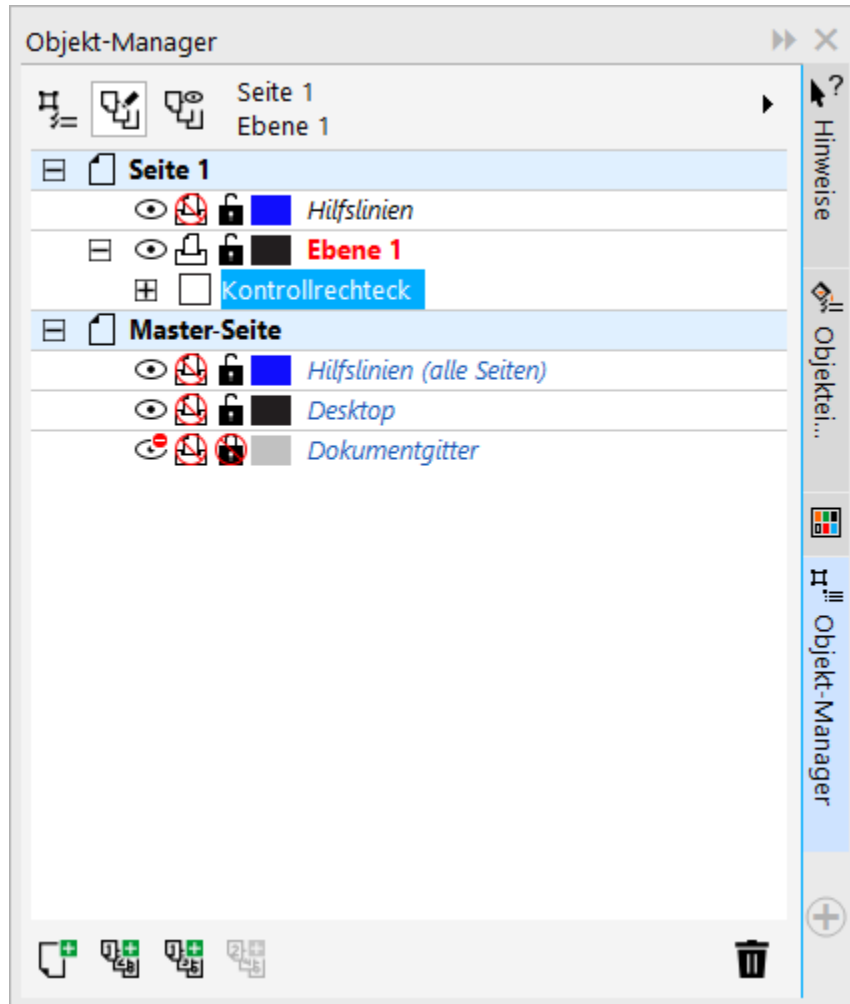 Objekt-Manager
Seite 1
Ebene 1
Seite 1
Hilfslinien
Ebene 1
Kontrollrechteck
Master-Seite
Hilfslinien (alle Seiten)
Desktop
Dokumentgitter
Hinweise
Objektei...
Objekt-Manager